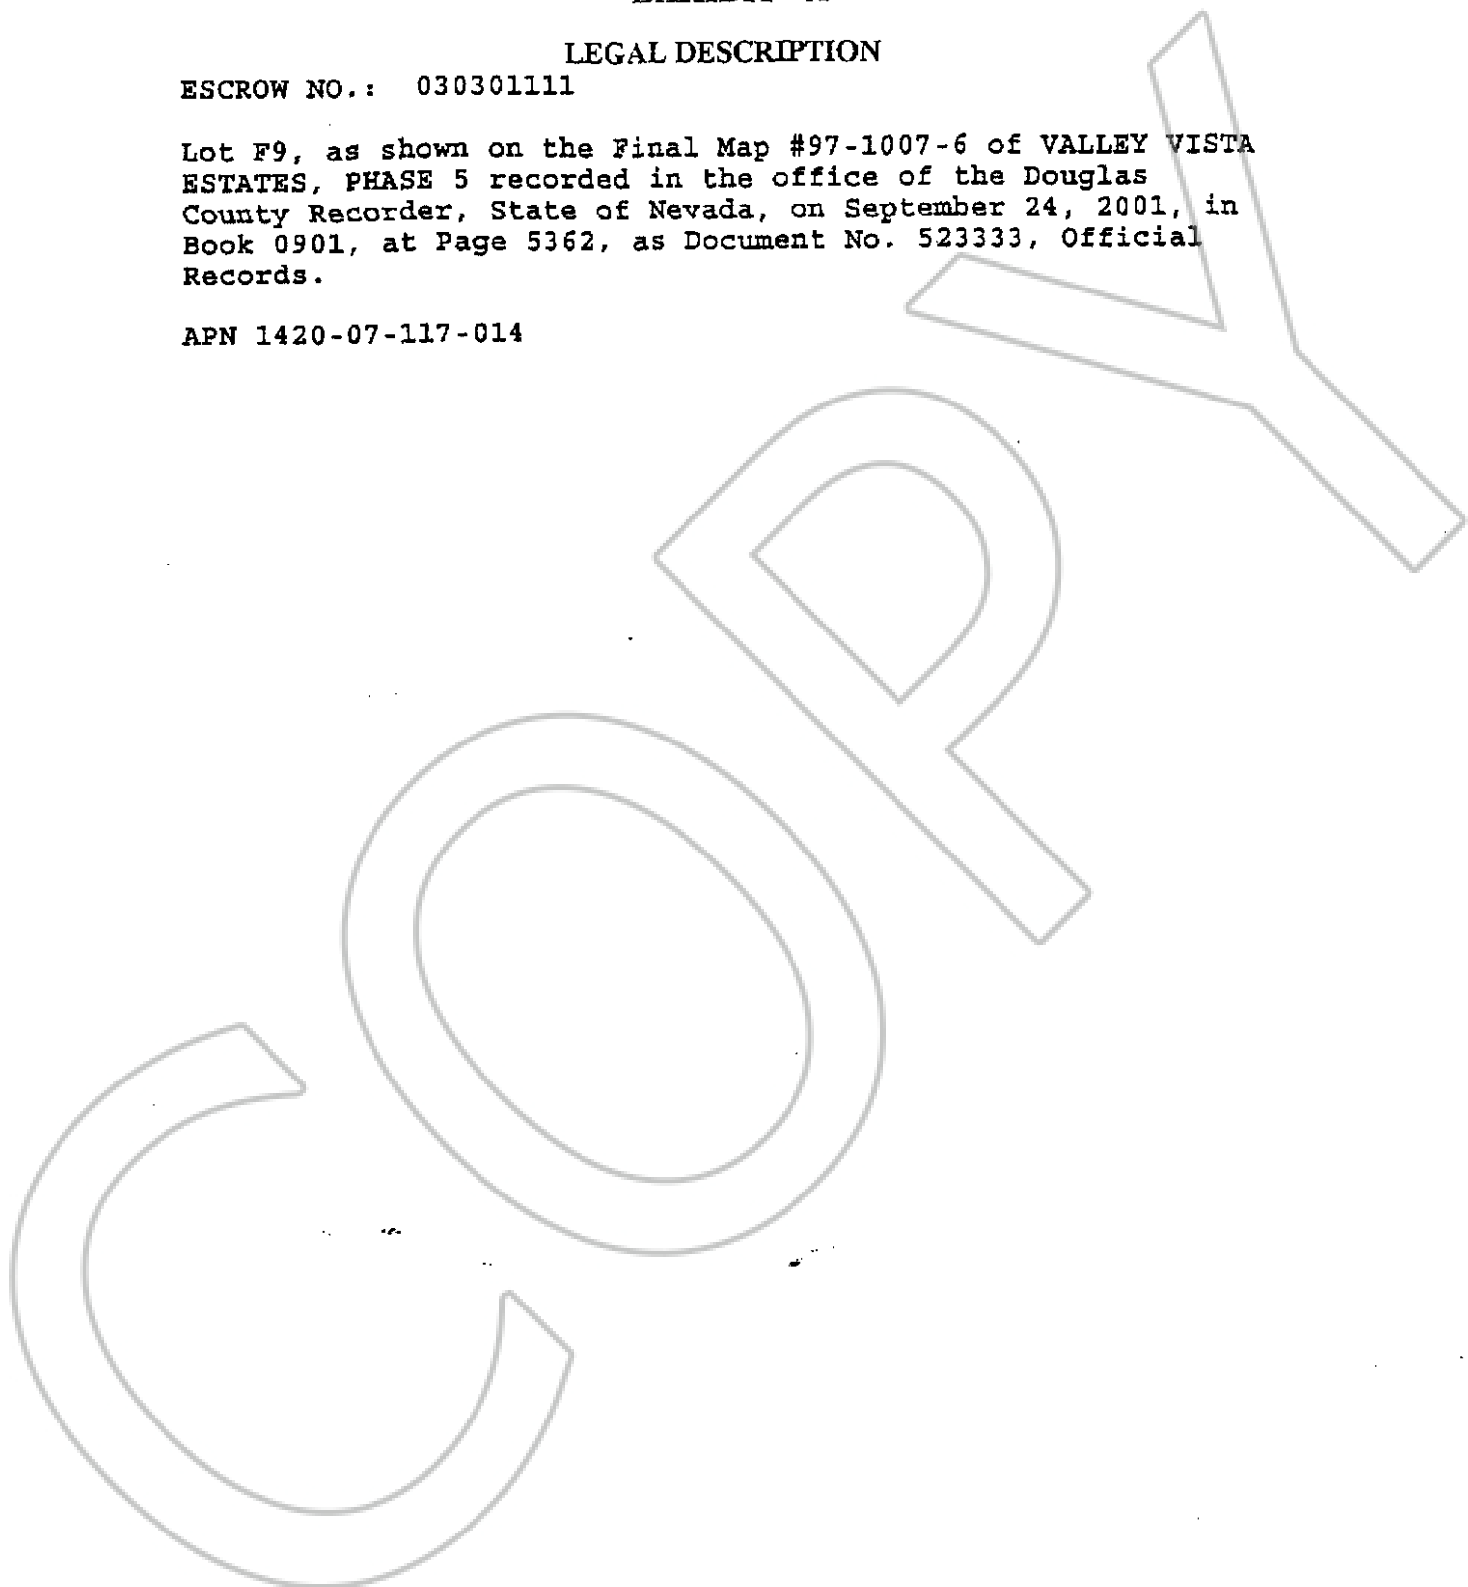 LEGAL DESCRIPTION
ESCROW NO.: 030301111
Lot F9, as shown on the Final Map #97-1007-6 of VALLEY VISTA
ESTATES, PHASE 5 recorded in the office of the Douglas
County Recorder, State of Nevada, on September 24, 2001, in
Book 0901, at Page 5362, as Document No. 523333, Official
Records.
APN 1420-07-117-014
COPY